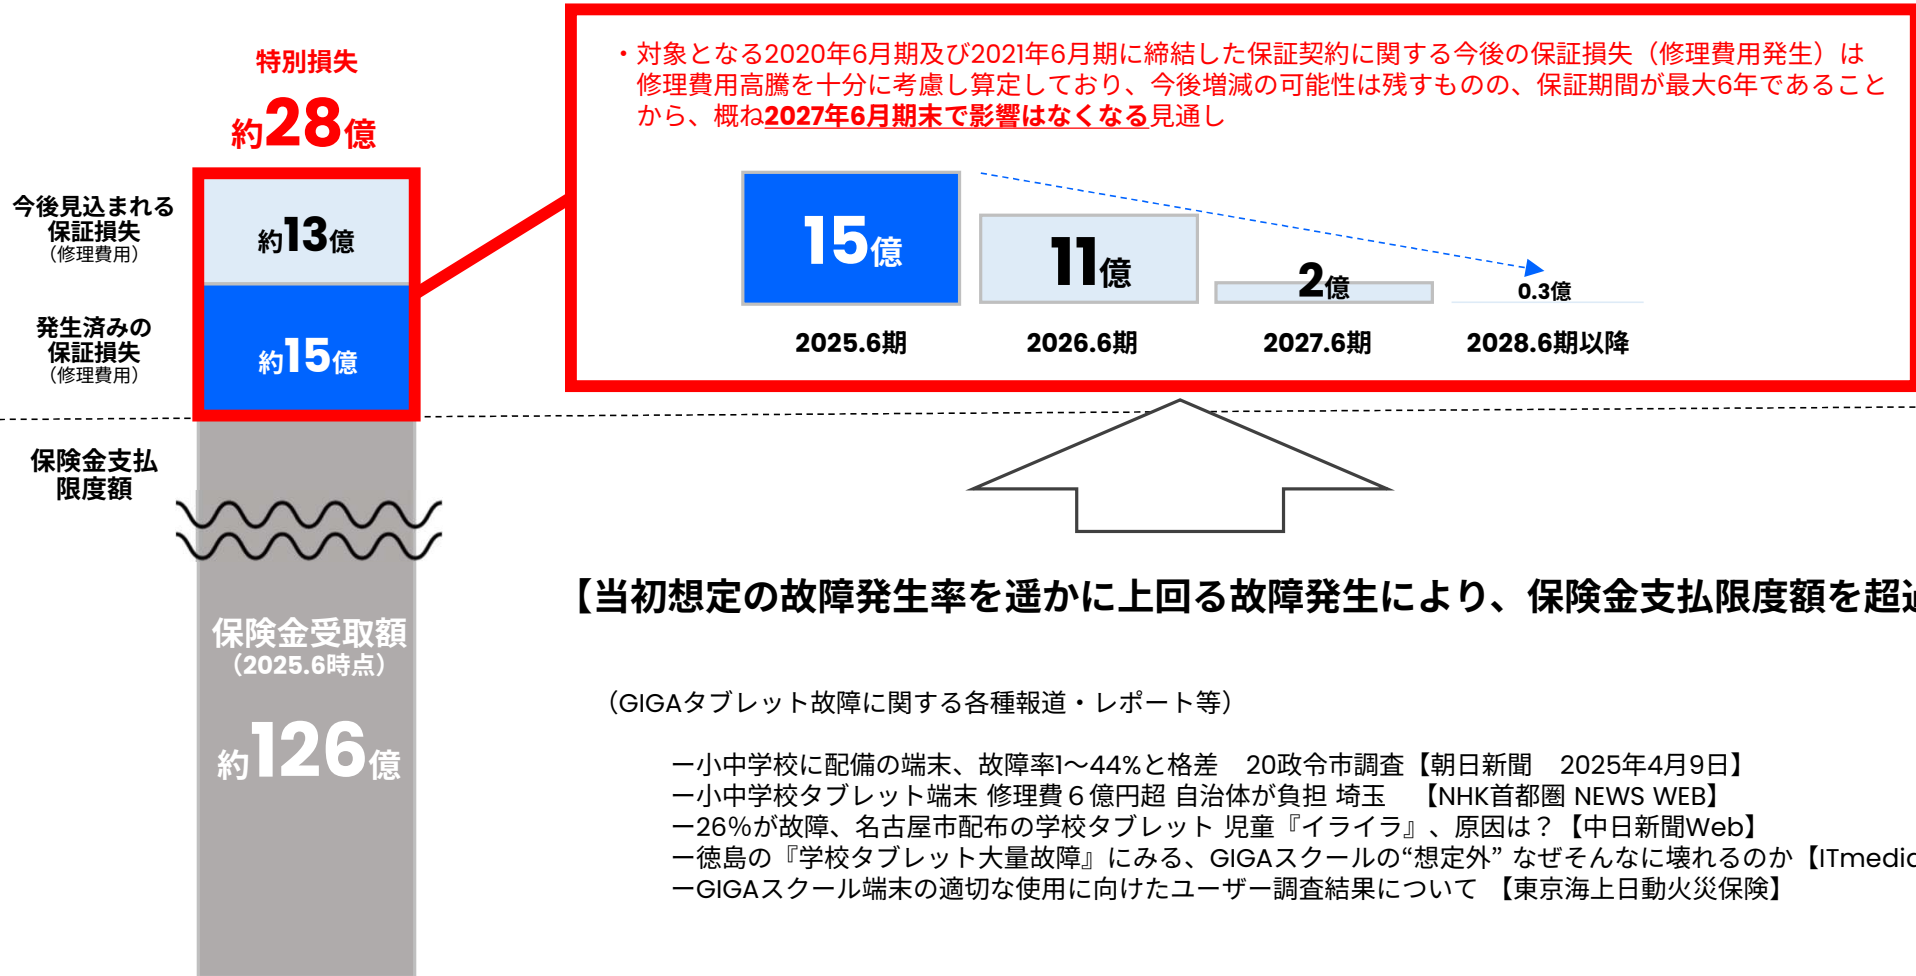 特別損失
約28億
今後見込まれる
保証損失
（修理費用）
約13億
発生済みの
保証損失
（修理費用）
約15億
保険金支払
限度額
保険金受取額
（2025.6時点）
約126億
・対象となる2020年6月期及び2021年6月期に締結した保証契約に関する今後の保証損失（修理費用発生）は
修理費用高騰を十分に考慮し算定しており、今後増減の可能性は残すものの、保証期間が最大6年であること
から、概ね2027年6月期末で影響はなくなる見通し
15億
11億
2億
0.3億
2025.6期
2026.6期
2027.6期
2028.6期以降
【当初想定の故障発生率を遥かに上回る故障発生により、保険金支払限度額を超
（GIGAタブレット故障に関する各種報道・レポート等）
ー小中学校に配備の端末、故障率1～44%と格差　20政令市調査【朝日新聞　2025年4月9日】
ー小中学校タブレット端末 修理費６億円超 自治体が負担 埼玉　【NHK首都圏 NEWS WEB】
ー26％が故障、名古屋市配布の学校タブレット 児童『イライラ』、原因は？【中日新聞Web】
ー徳島の『学校タブレット大量故障』にみる、GIGAスクールの“想定外” なぜそんなに壊れるのか【ITmedia
ーGIGAスクール端末の適切な使用に向けたユーザー調査結果について 【東京海上日動火災保険】